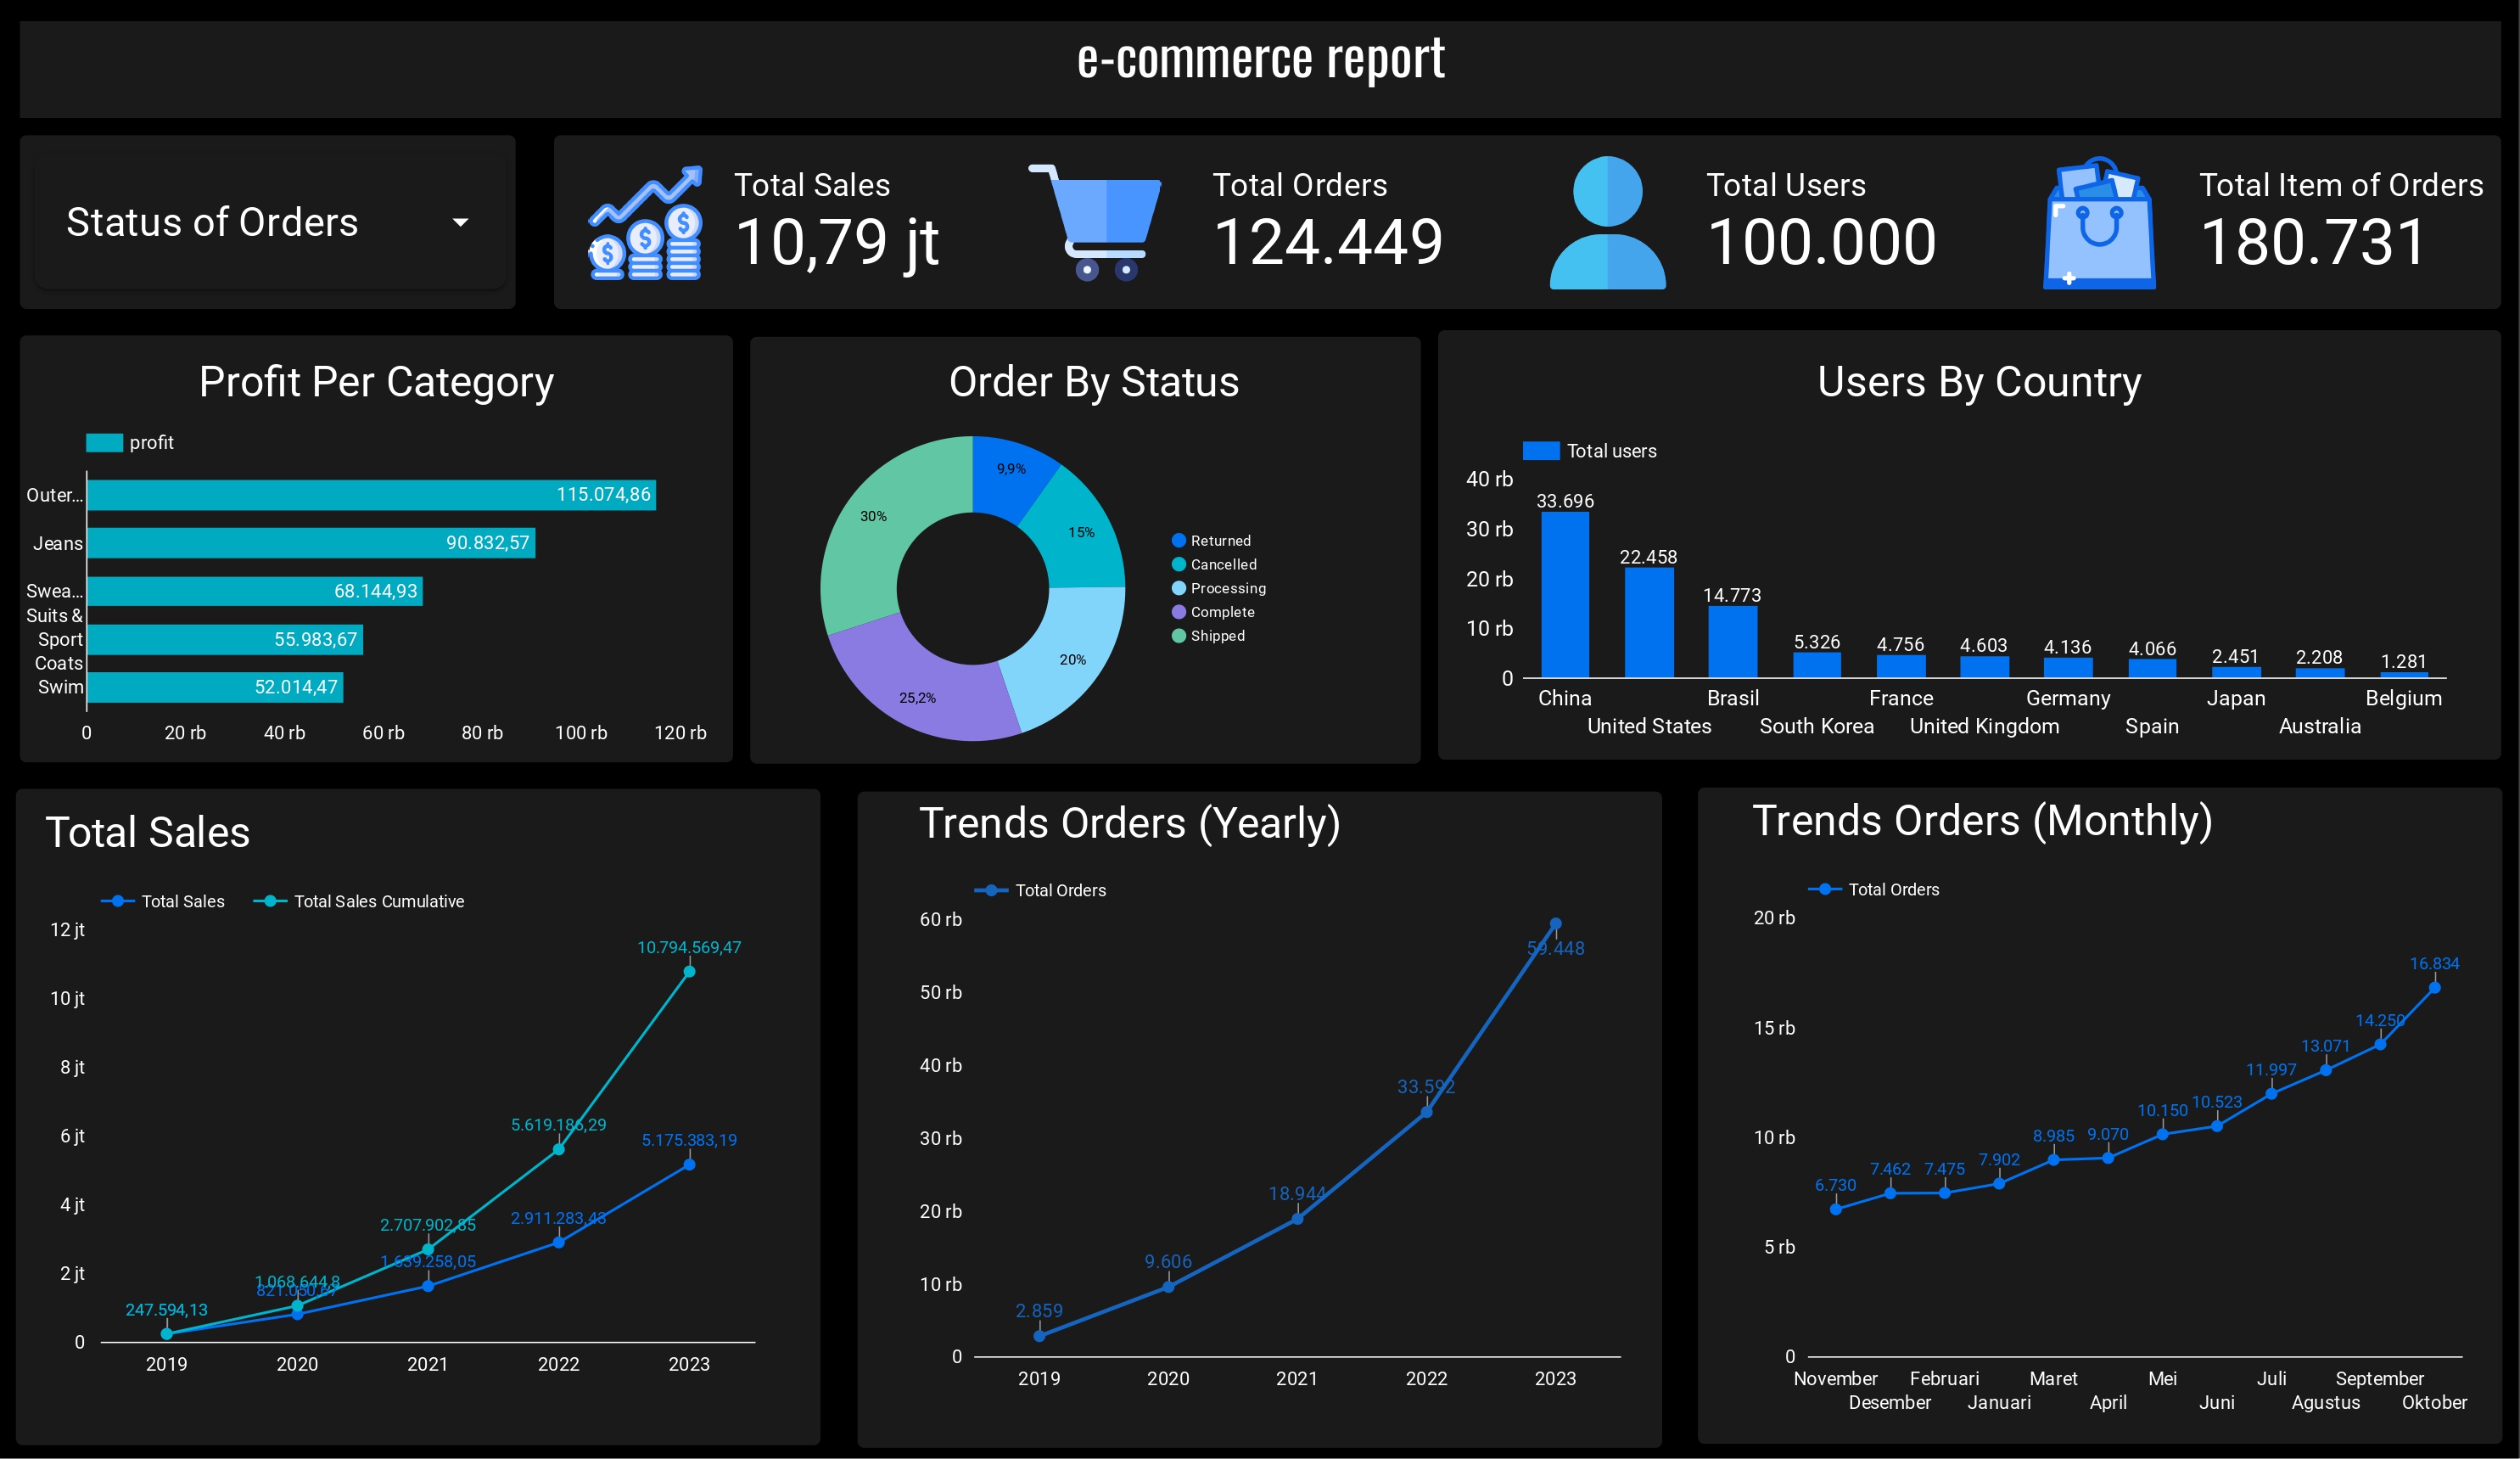 e-commerce report
Status of Orders
Total Sales
10,79 jt
Total Orders
124.449
Total Users
100.000
Total Item of Orders
180.731
Profit Per Category
profit
Outer...
115.074,86
Jeans
90.832,57
Swea...
68.144,93
Suits &
Sport
Coats
55.983,67
Swim
52.014,47
0 20 rb 40 rb 60 rb 80 rb 100 rb 120 rb
Order By Status
9,9%
15%
20%
25,2%
30%
Returned
Cancelled
Processing
Complete
Shipped
Users By Country
Total users
40 rb
30 rb
20 rb
10 rb
0
33.696
22.458
14.773
5.326
4.756
4.603
4.136
4.066
2.451
2.208
1.281
China
United States
Brasil
South Korea
France
United Kingdom
Germany
Spain
Japan
Australia
Belgium
Total Sales
Total Sales
Total Sales Cumulative
12 jt
10 jt
8 jt
6 jt
4 jt
2 jt
0
10.794.569,47
5.619.186,29
5.175.383,19
2.911.283,43
2.707.902,85
1.639.258,05
1.068.644,8
821.050,67
247.594,13
2019 2020 2021 2022 2023
Trends Orders (Yearly)
Total Orders
60 rb
50 rb
40 rb
30 rb
20 rb
10 rb
0
59.448
33.592
18.944
9.606
2.859
2019 2020 2021 2022 2023
Trends Orders (Monthly)
Total Orders
20 rb
15 rb
10 rb
5 rb
0
6.730
7.462
7.475
7.902
8.985
9.070
10.150
10.523
11.997
13.071
14.250
16.834
November
Desember
Februari
Januari
Maret
April
Mei
Juni
Juli
Agustus
September
Oktober